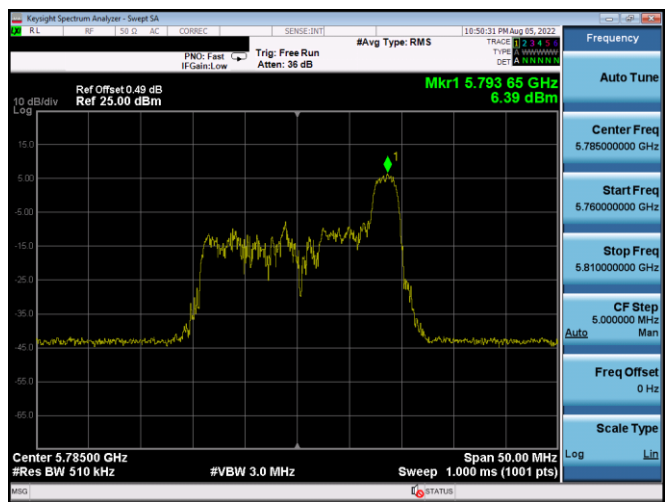 Keysight Spectrum Analyzer - Swept SA
RL RF 50 Ω AC CORREC SENSE:INT 10:50:31 PM Aug 05, 2022
#Avg Type: RMS
TRACE 1 2 3 4 5 6
PNO: Fast Trig: Free Run TYPE A WWWWW
IFGain:Low Atten: 36 dB DET A N N N N N
Mkr1 5.793 65 GHz
Ref Offset 0.49 dB
10 dB/div Ref 25.00 dBm 6.39 dBm
Log
1
15.0
5.00
-5.00
-15.0
-25.0
-35.0
-45.0
-55.0
-65.0
Center 5.78500 GHz Span 50.00 MHz
#Res BW 510 kHz #VBW 3.0 MHz Sweep 1.000 ms (1001 pts)
MSG STATUS
Frequency
Auto Tune
Center Freq
5.785000000 GHz
Start Freq
5.760000000 GHz
Stop Freq
5.810000000 GHz
CF Step
5.000000 MHz
Auto Man
Freq Offset
0 Hz
Scale Type
Log Lin